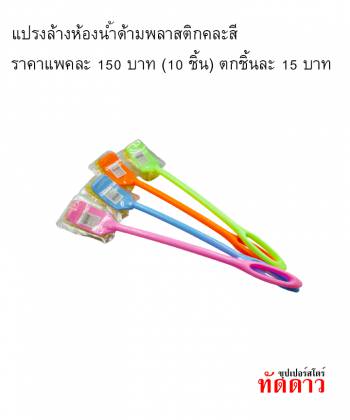 แปรงล้างห้องน้ำด้ามพลาสติกคละสี
ราคาแพคละ 150 บาท (10 ชิ้น) ตกชิ้นละ 15 บาท
ซุปเปอร์สโตร์
ทัดดาว